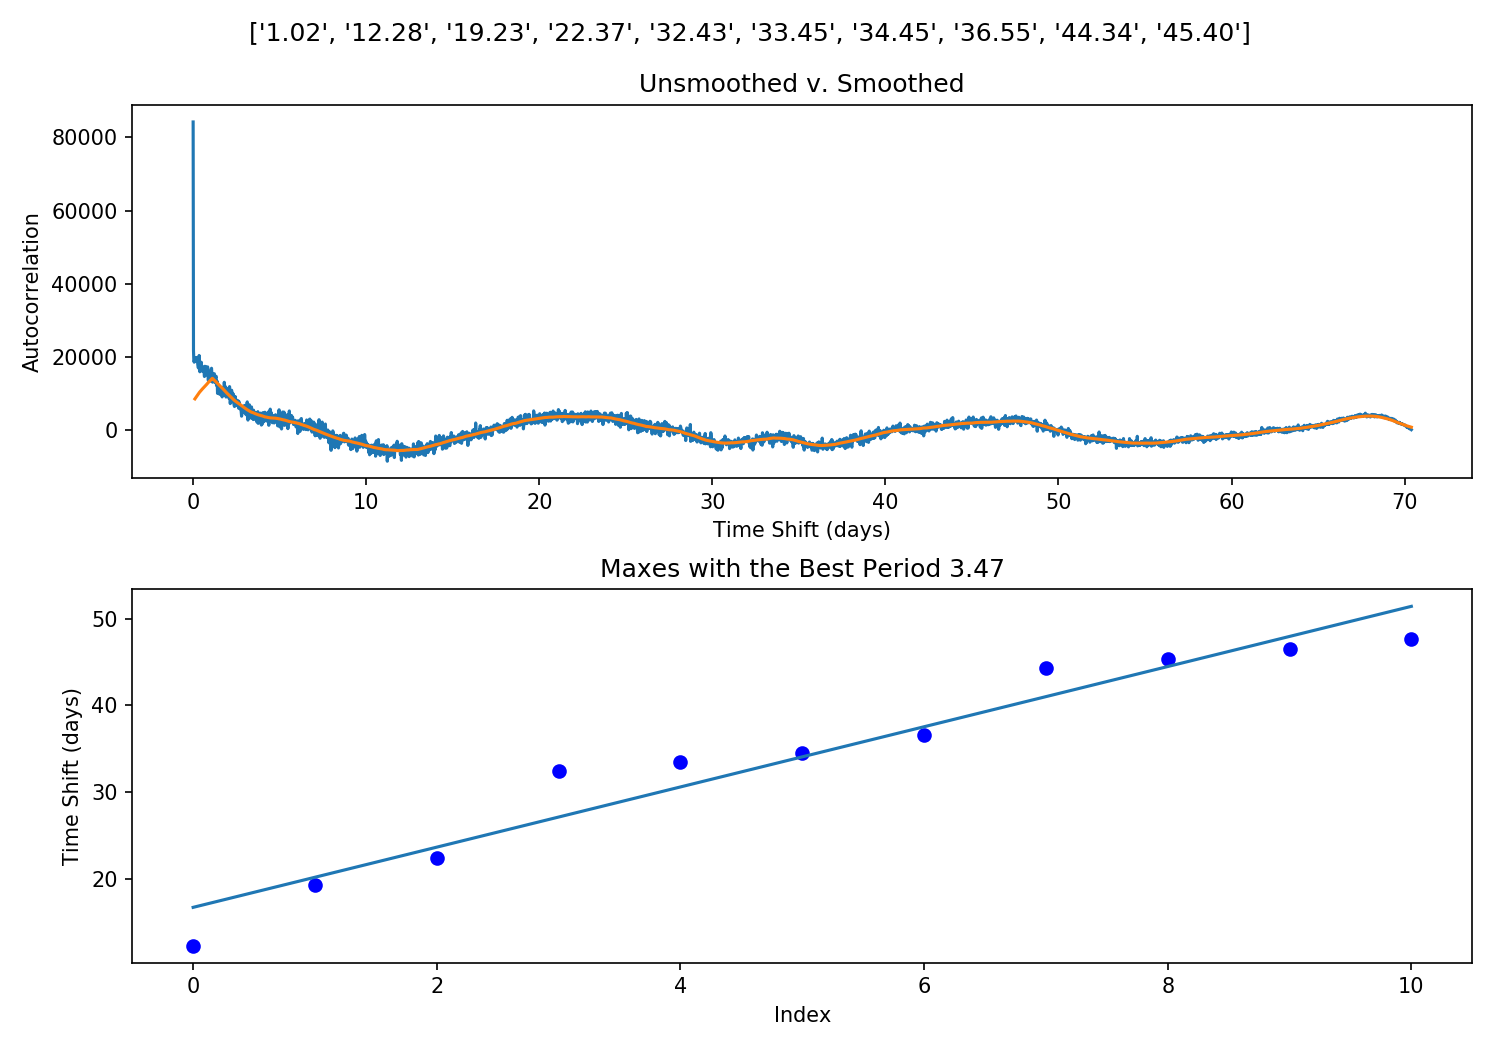 ['1.02', '12.28', '19.23', '22.37', '32.43', '33.45', '34.45', '36.55', '44.34', '45.40']
Unsmoothed v. Smoothed
80000
60000
40000
20000
0
Autocorrelation
0 10 20 30 40 50 60 70
Time Shift (days)
Maxes with the Best Period 3.47
50
40
30
20
Time Shift (days)
0 2 4 6 8 10
Index